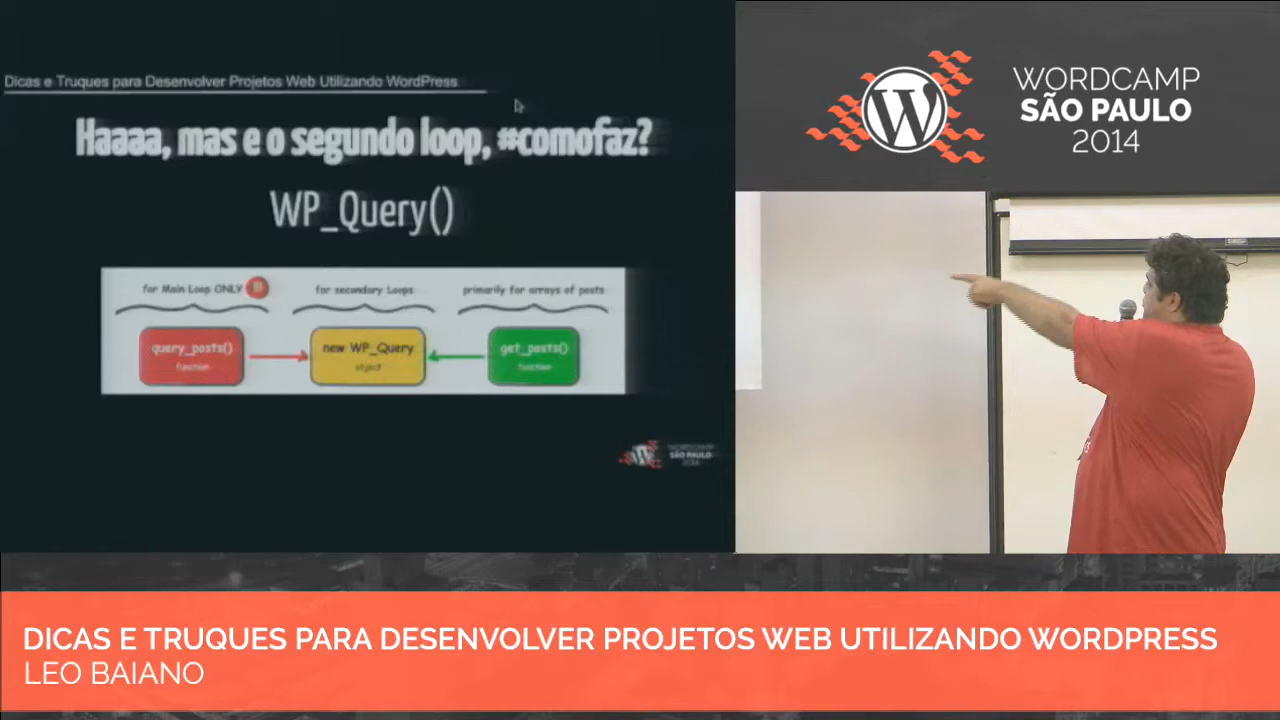 Dicas e Truques para Desenvolver Projetos Web Utilizando WordPress
Haaaa, mas e o segundo loop, #comofaz?
WP_Query()
for Main Loop ONLY
for secondary Loops
primarily for arrays of posts
query_posts()
function
new WP_Query
object
get_posts()
function
WORDCAMP
SÃO PAULO
2014
WORDCAMP
SÃO PAULO
2014
DICAS E TRUQUES PARA DESENVOLVER PROJETOS WEB UTILIZANDO WORDPRESS
LEO BAIANO